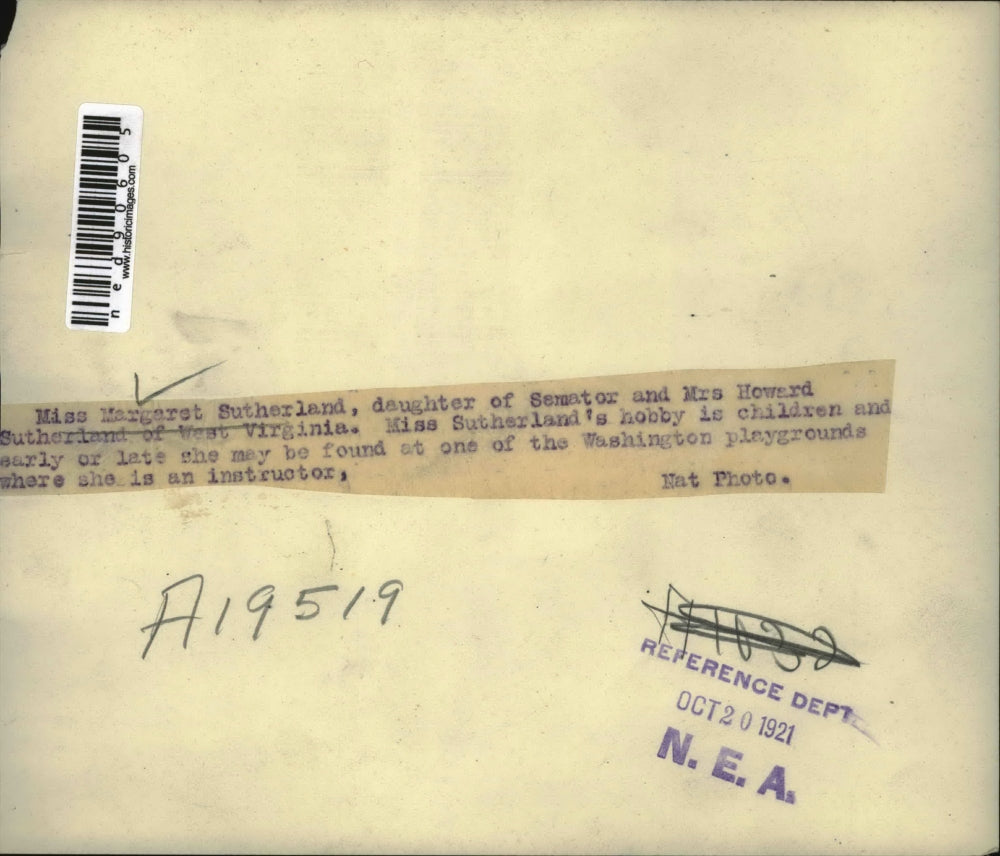 ned90605
www.historicimages.com
Miss Margaret Sutherland, daughter of Semator and Mrs Howard
Sutherland of West Virginia. Miss Sutherland's hobby is children and
early or late she may be found at one of the Washington playgrounds
where she is an instructor,
Nat Photo.
A19519
REFERENCE DEPT.
OCT 20 1921
N. E. A.